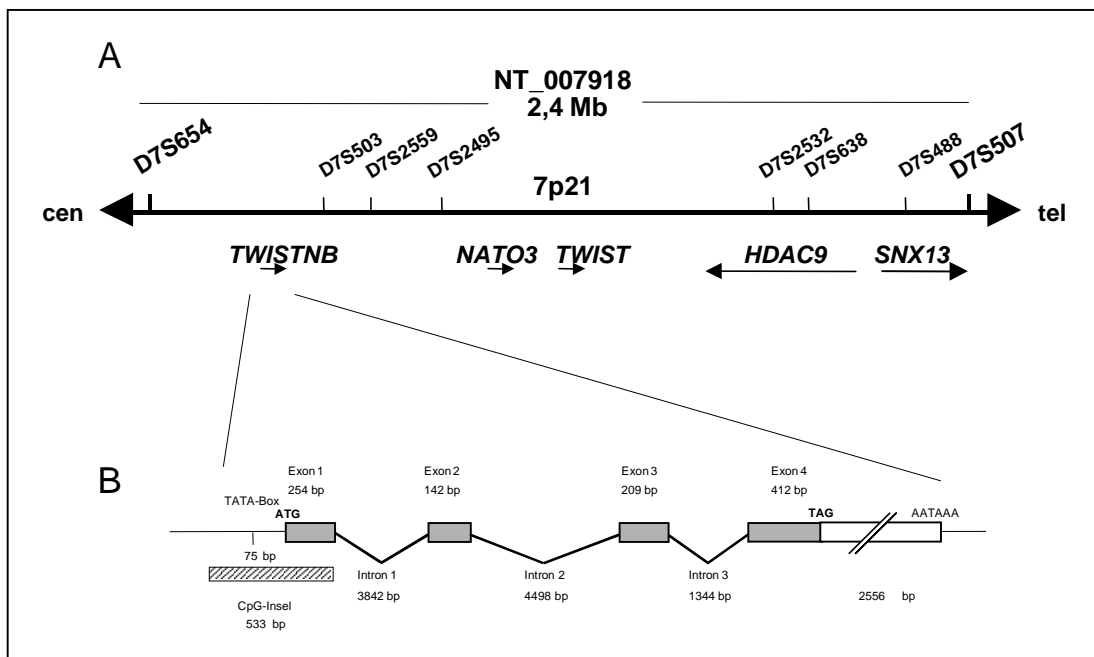 A
NT_007918
2,4 Mb
D7S654
D7S503
D7S2559
D7S2495
D7S2532
D7S638
D7S488
D7S507
7p21
cen
tel
TWISTNB
NATO3
TWIST
HDAC9
SNX13
B
Exon 1
254 bp
Exon 2
142 bp
Exon 3
209 bp
Exon 4
412 bp
TATA-Box
ATG
TAG
AATAAA
75 bp
Intron 1
3842 bp
Intron 2
4498 bp
Intron 3
1344 bp
2556 bp
CpG-Insel
533 bp